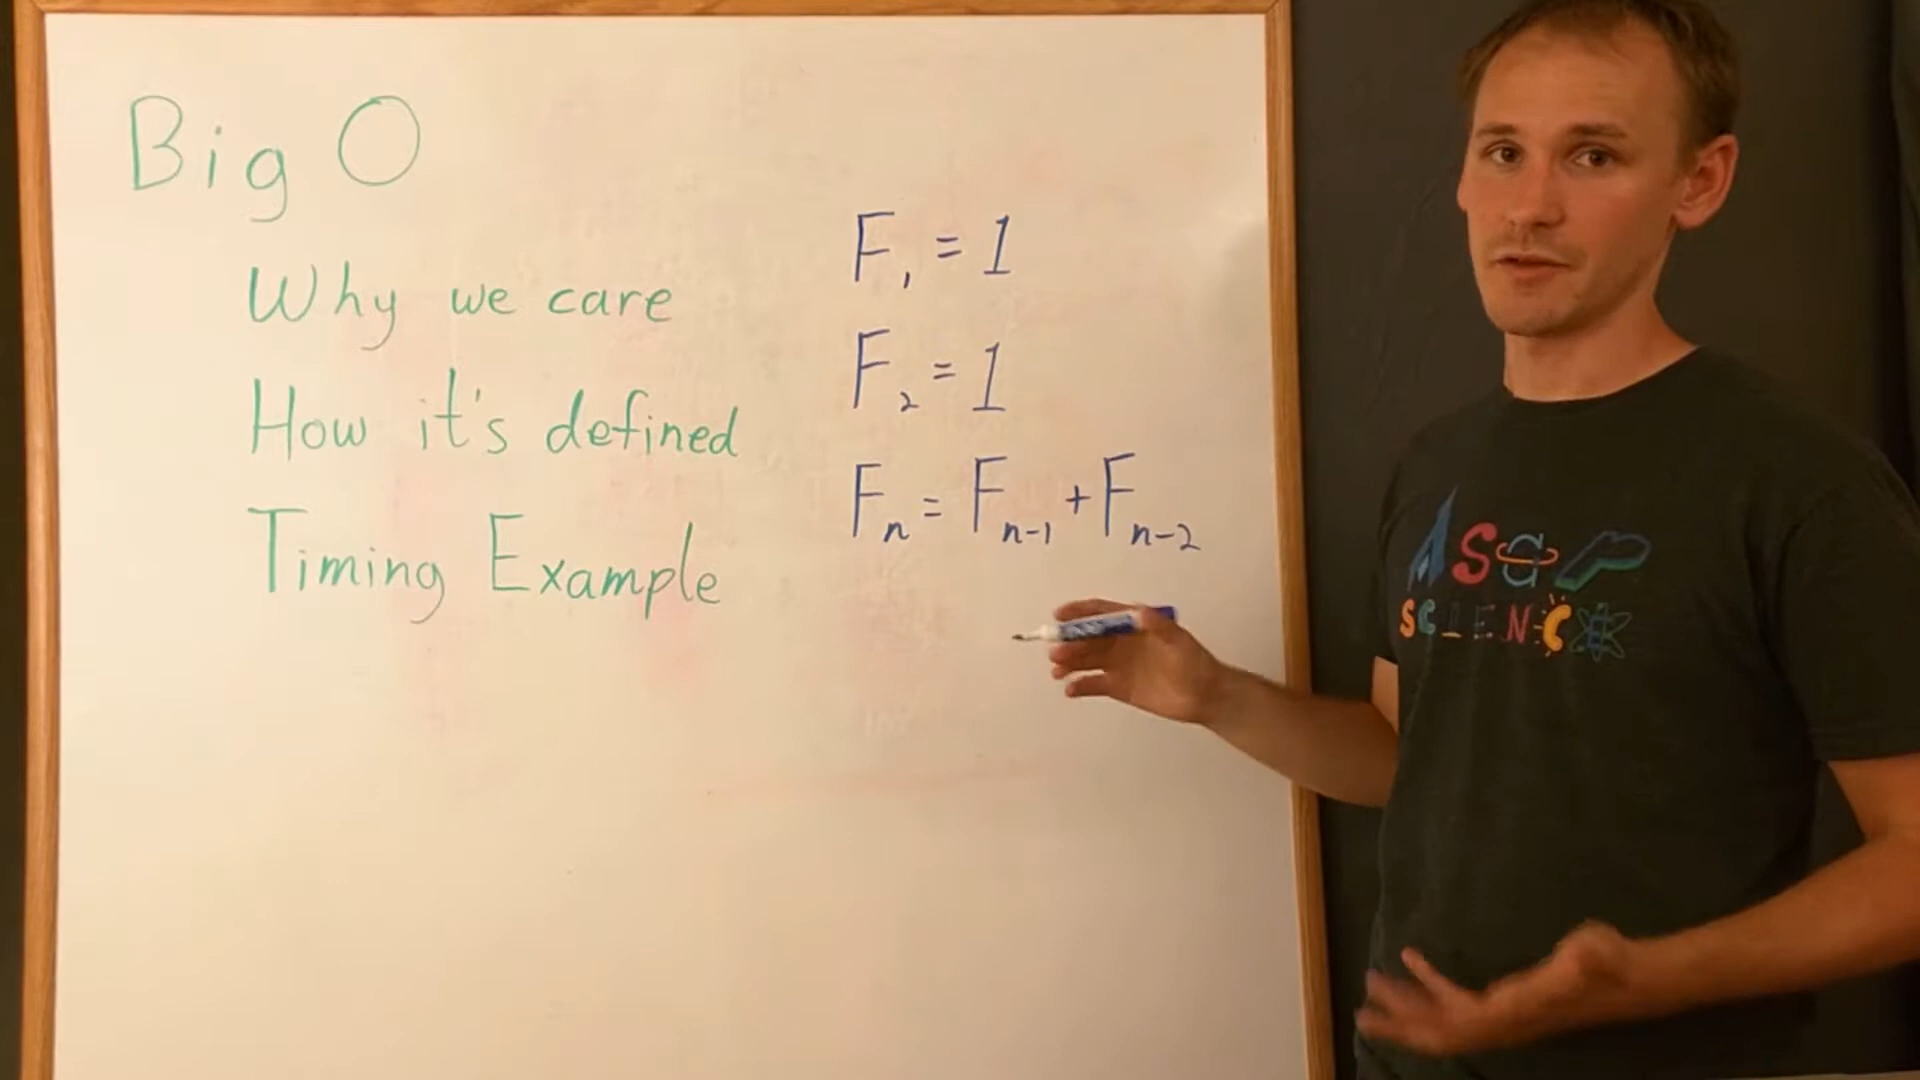 Big O
Why we care
How it's defined
Timing Example
F₁ = 1
F₂ = 1
Fₙ = Fₙ₋₁ + Fₙ₋₂
ASAP
SCIENCE